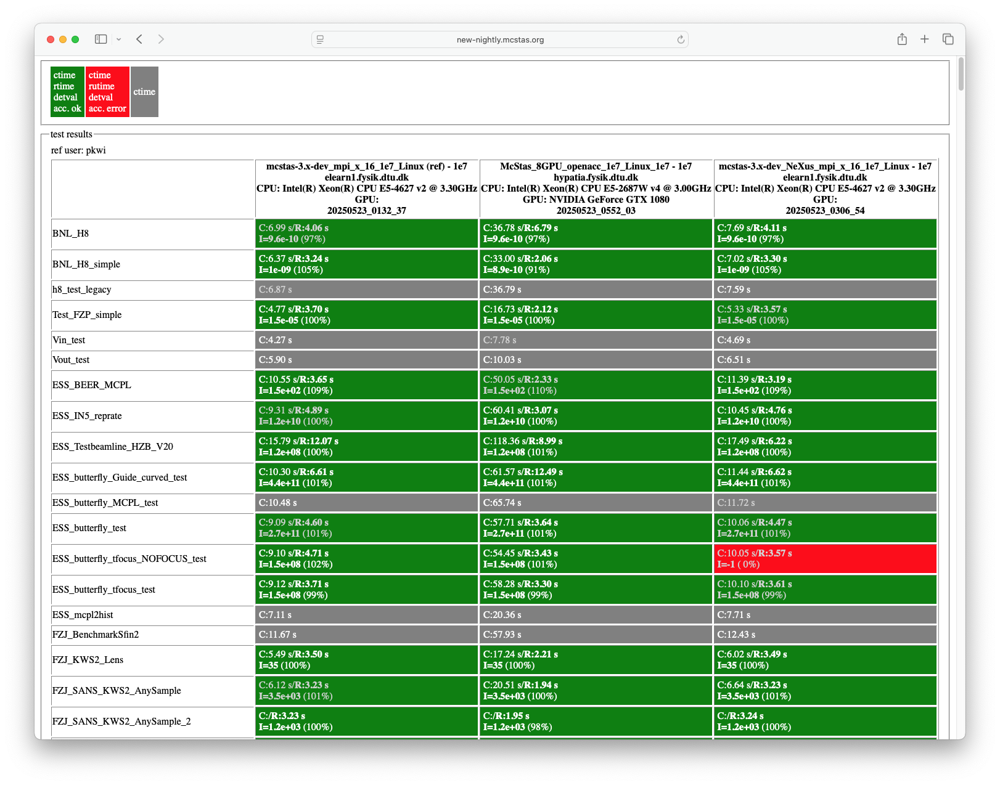 new-nightly.mcstas.org
ctime
rtime
detval
acc. ok
ctime
rutime
detval
acc. error
ctime
test results
ref user: pkwi
mcstas-3.x-dev_mpi_x_16_1e7_Linux (ref) - 1e7
elearn1.fysik.dtu.dk
CPU: Intel(R) Xeon(R) CPU E5-4627 v2 @ 3.30GHz
GPU:
20250523_0132_37
McStas_8GPU_openacc_1e7_Linux_1e7 - 1e7
hypatia.fysik.dtu.dk
CPU: Intel(R) Xeon(R) CPU E5-2687W v4 @ 3.00GHz
GPU: NVIDIA GeForce GTX 1080
20250523_0552_03
mcstas-3.x-dev_NeXus_mpi_x_16_1e7_Linux - 1e7
elearn1.fysik.dtu.dk
CPU: Intel(R) Xeon(R) CPU E5-4627 v2 @ 3.30GHz
GPU:
20250523_0306_54
BNL_H8
C:6.99 s/R:4.06 s
I=9.6e-10 (97%)
C:36.78 s/R:6.79 s
I=9.6e-10 (97%)
C:7.69 s/R:4.11 s
I=9.6e-10 (97%)
BNL_H8_simple
C:6.37 s/R:3.24 s
I=1e-09 (105%)
C:33.00 s/R:2.06 s
I=8.9e-10 (91%)
C:7.02 s/R:3.30 s
I=1e-09 (105%)
h8_test_legacy
C:6.87 s
C:36.79 s
C:7.59 s
Test_FZP_simple
C:4.77 s/R:3.70 s
I=1.5e-05 (100%)
C:16.73 s/R:2.12 s
I=1.5e-05 (100%)
C:5.33 s/R:3.57 s
I=1.5e-05 (100%)
Vin_test
C:4.27 s
C:7.78 s
C:4.69 s
Vout_test
C:5.90 s
C:10.03 s
C:6.51 s
ESS_BEER_MCPL
C:10.55 s/R:3.65 s
I=1.5e+02 (109%)
C:50.05 s/R:2.33 s
I=1.5e+02 (110%)
C:11.39 s/R:3.19 s
I=1.5e+02 (109%)
ESS_IN5_reprate
C:9.31 s/R:4.89 s
I=1.2e+10 (100%)
C:60.41 s/R:3.07 s
I=1.2e+10 (100%)
C:10.45 s/R:4.76 s
I=1.2e+10 (100%)
ESS_Testbeamline_HZB_V20
C:15.79 s/R:12.07 s
I=1.2e+08 (100%)
C:118.36 s/R:8.99 s
I=1.2e+08 (101%)
C:17.49 s/R:6.22 s
I=1.2e+08 (100%)
ESS_butterfly_Guide_curved_test
C:10.30 s/R:6.61 s
I=4.4e+11 (101%)
C:61.57 s/R:12.49 s
I=4.4e+11 (101%)
C:11.44 s/R:6.62 s
I=4.4e+11 (101%)
ESS_butterfly_MCPL_test
C:10.48 s
C:65.74 s
C:11.72 s
ESS_butterfly_test
C:9.09 s/R:4.60 s
I=2.7e+11 (101%)
C:57.71 s/R:3.64 s
I=2.7e+11 (101%)
C:10.06 s/R:4.47 s
I=2.7e+11 (101%)
ESS_butterfly_tfocus_NOFOCUS_test
C:9.10 s/R:4.71 s
I=1.5e+08 (102%)
C:54.45 s/R:3.43 s
I=1.5e+08 (101%)
C:10.05 s/R:3.57 s
I=-1 ( 0%)
ESS_butterfly_tfocus_test
C:9.12 s/R:3.71 s
I=1.5e+08 (99%)
C:58.28 s/R:3.30 s
I=1.5e+08 (99%)
C:10.10 s/R:3.61 s
I=1.5e+08 (99%)
ESS_mcpl2hist
C:7.11 s
C:20.36 s
C:7.71 s
FZJ_BenchmarkSfin2
C:11.67 s
C:57.93 s
C:12.43 s
FZJ_KWS2_Lens
C:5.49 s/R:3.50 s
I=35 (100%)
C:17.24 s/R:2.21 s
I=35 (100%)
C:6.02 s/R:3.49 s
I=35 (100%)
FZJ_SANS_KWS2_AnySample
C:6.12 s/R:3.23 s
I=3.5e+03 (101%)
C:20.51 s/R:1.94 s
I=3.5e+03 (100%)
C:6.64 s/R:3.23 s
I=3.5e+03 (101%)
FZJ_SANS_KWS2_AnySample_2
C:/R:3.23 s
I=1.2e+03 (100%)
C:/R:1.95 s
I=1.2e+03 (98%)
C:/R:3.24 s
I=1.2e+03 (100%)